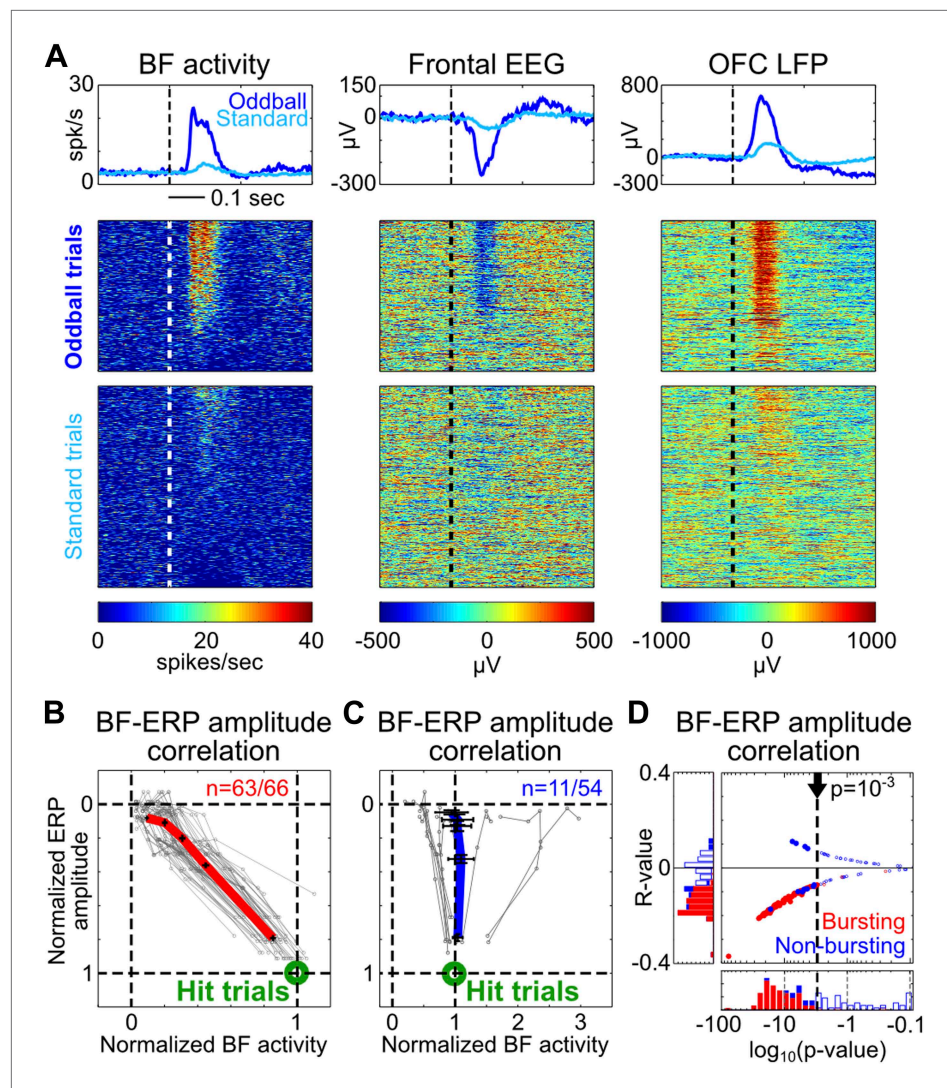 A
BF activity
Frontal EEG
OFC LFP
30
spk/s
0
Oddball
Standard
0.1 sec
150
0
µV
-300
800
µV
0
-300
Oddball trials
Standard trials
0 20 40
spikes/sec
-500 0 500
µV
-1000 0 1000
µV
B
BF-ERP amplitude
correlation
n=63/66
0
Normalized ERP
amplitude
1
Hit trials
0 1
Normalized BF activity
C
BF-ERP amplitude
correlation
n=11/54
0
1
Hit trials
0 1 2 3
Normalized BF activity
D
BF-ERP amplitude
correlation
0.4
p=10-3
R-value
0
Bursting
Non-bursting
-0.4
-100 -10 -1 -0.1
log10(p-value)